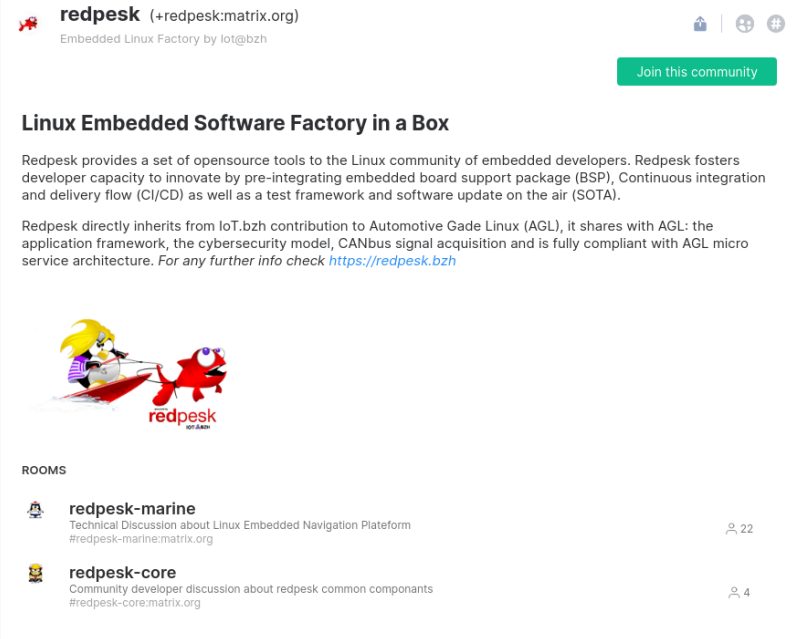 redpesk (+redpesk:matrix.org)
Embedded Linux Factory by Iot@bzh
Join this community
Linux Embedded Software Factory in a Box
Redpesk provides a set of opensource tools to the Linux community of embedded developers. Redpesk fosters
developer capacity to innovate by pre-integrating embedded board support package (BSP), Continuous integration
and delivery flow (CI/CD) as well as a test framework and software update on the air (SOTA).
Redpesk directly inherits from IoT.bzh contribution to Automotive Gade Linux (AGL), it shares with AGL: the
application framework, the cybersecurity model, CANbus signal acquisition and is fully compliant with AGL micro
service architecture. For any further info check https://redpesk.bzh
redpesk
IOT BZH
ROOMS
redpesk-marine
Technical Discussion about Linux Embedded Navigation Plateform
#redpesk-marine:matrix.org
22
redpesk-core
Community developer discussion about redpesk common componants
#redpesk-core:matrix.org
4